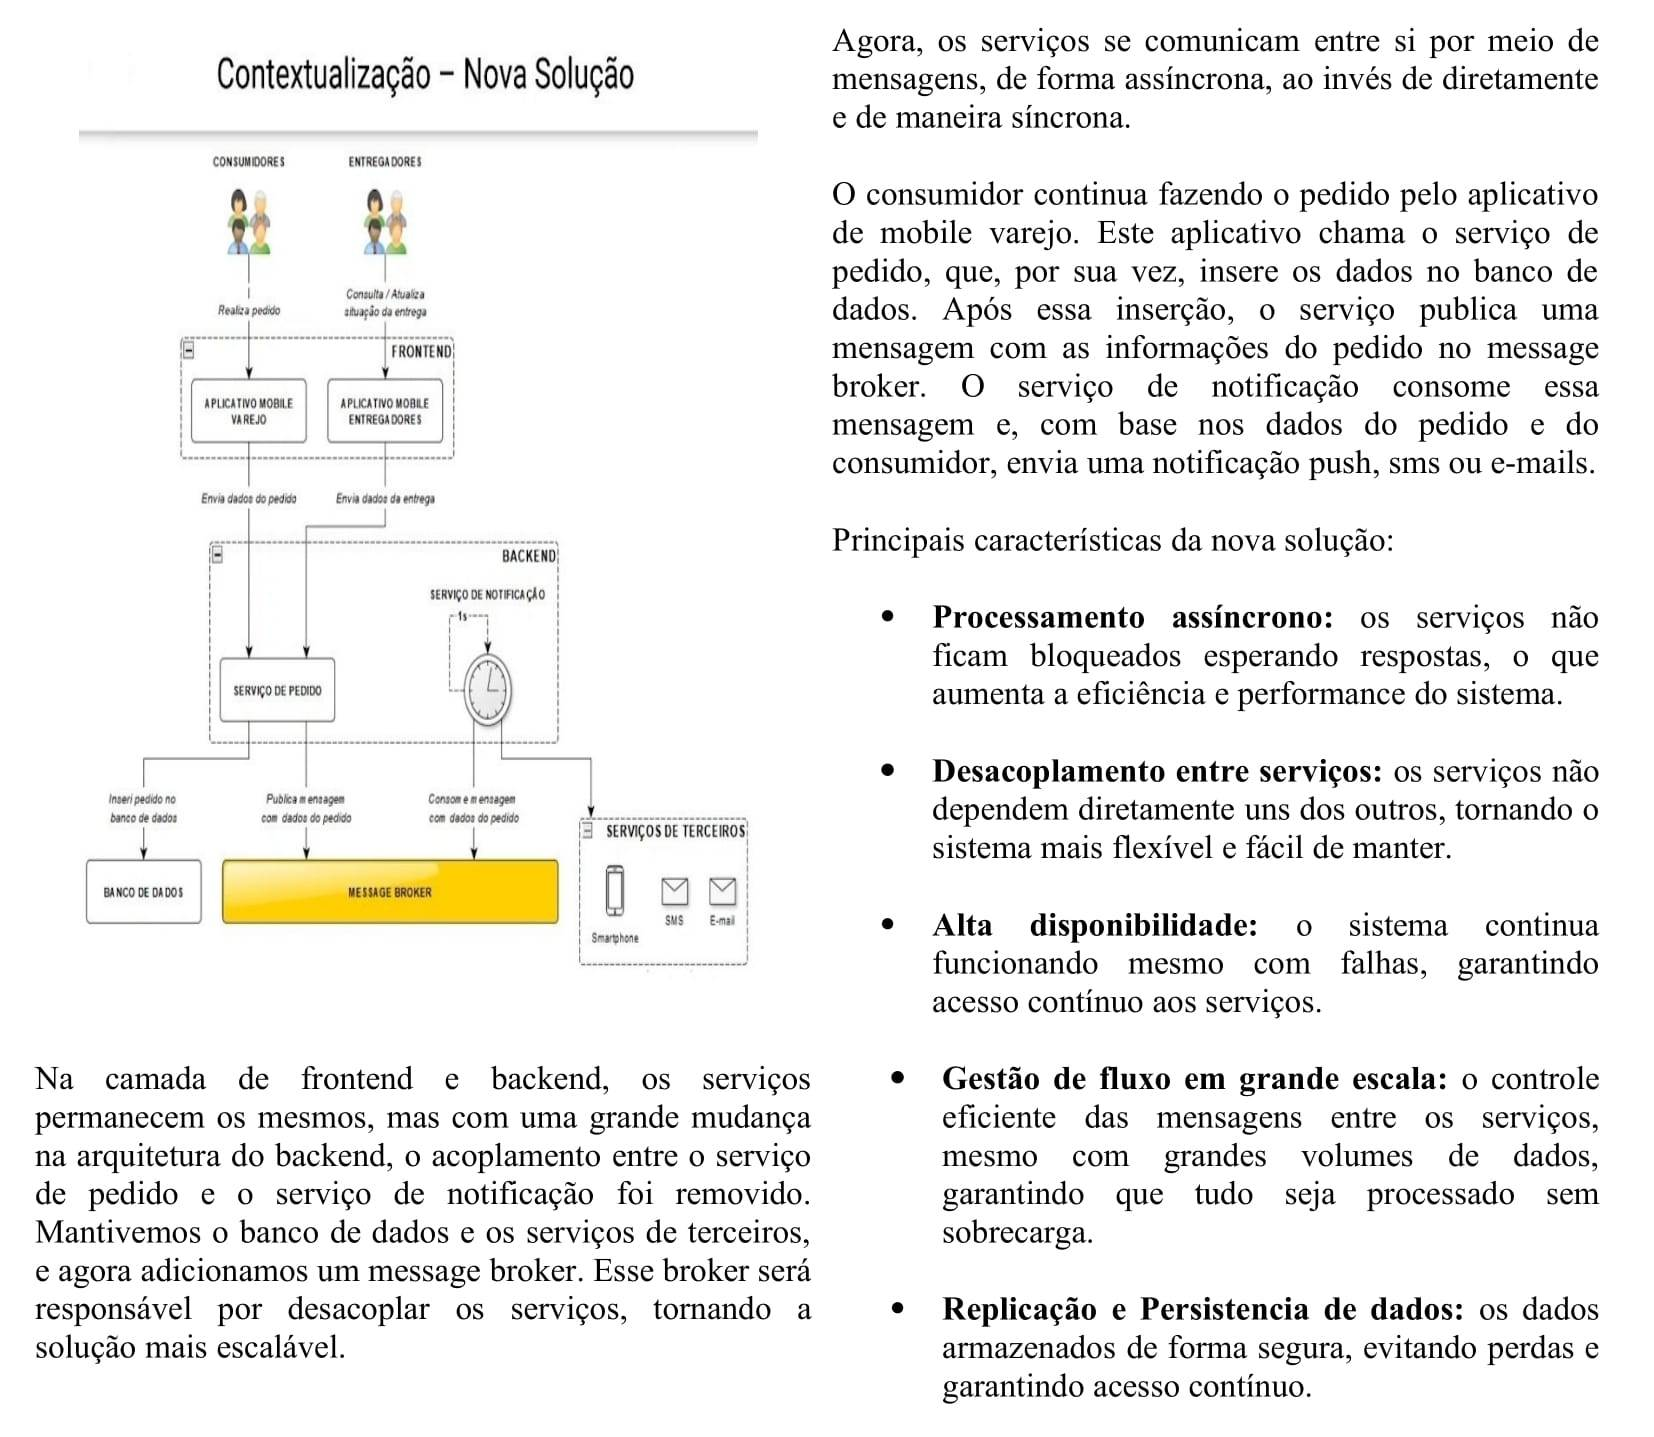 Contextualização – Nova Solução
CONSUMIDORES
ENTREGADORES
Realiza pedido
Consulta / Atualiza
situação da entrega
FRONTEND
APLICATIVO MOBILE
VAREJO
APLICATIVO MOBILE
ENTREGADORES
Envia dados do pedido
Envia dados da entrega
BACKEND
SERVIÇO DE NOTIFICAÇÃO
1s
SERVIÇO DE PEDIDO
Inseri pedido no
banco de dados
Publica mensagem
com dados do pedido
Consome mensagem
com dados do pedido
SERVIÇOS DE TERCEIROS
BANCO DE DADOS
MESSAGE BROKER
Smartphone
SMS
E-mail
Na camada de frontend e backend, os serviços
permanecem os mesmos, mas com uma grande mudança
na arquitetura do backend, o acoplamento entre o serviço
de pedido e o serviço de notificação foi removido.
Mantivemos o banco de dados e os serviços de terceiros,
e agora adicionamos um message broker. Esse broker será
responsável por desacoplar os serviços, tornando a
solução mais escalável.
Agora, os serviços se comunicam entre si por meio de
mensagens, de forma assíncrona, ao invés de diretamente
e de maneira síncrona.
O consumidor continua fazendo o pedido pelo aplicativo
de mobile varejo. Este aplicativo chama o serviço de
pedido, que, por sua vez, insere os dados no banco de
dados. Após essa inserção, o serviço publica uma
mensagem com as informações do pedido no message
broker. O serviço de notificação consome essa
mensagem e, com base nos dados do pedido e do
consumidor, envia uma notificação push, sms ou e-mails.
Principais características da nova solução:
• Processamento assíncrono: os serviços não
ficam bloqueados esperando respostas, o que
aumenta a eficiência e performance do sistema.
• Desacoplamento entre serviços: os serviços não
dependem diretamente uns dos outros, tornando o
sistema mais flexível e fácil de manter.
• Alta disponibilidade: o sistema continua
funcionando mesmo com falhas, garantindo
acesso contínuo aos serviços.
• Gestão de fluxo em grande escala: o controle
eficiente das mensagens entre os serviços,
mesmo com grandes volumes de dados,
garantindo que tudo seja processado sem
sobrecarga.
• Replicação e Persistencia de dados: os dados
armazenados de forma segura, evitando perdas e
garantindo acesso contínuo.